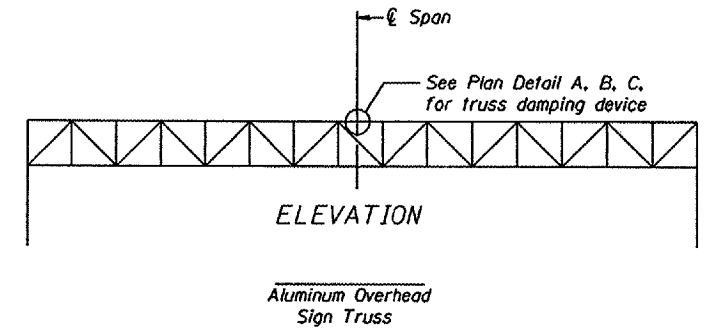 ℄ Span
See Plan Detail A, B, C,
for truss damping device
ELEVATION
Aluminum Overhead
Sign Truss